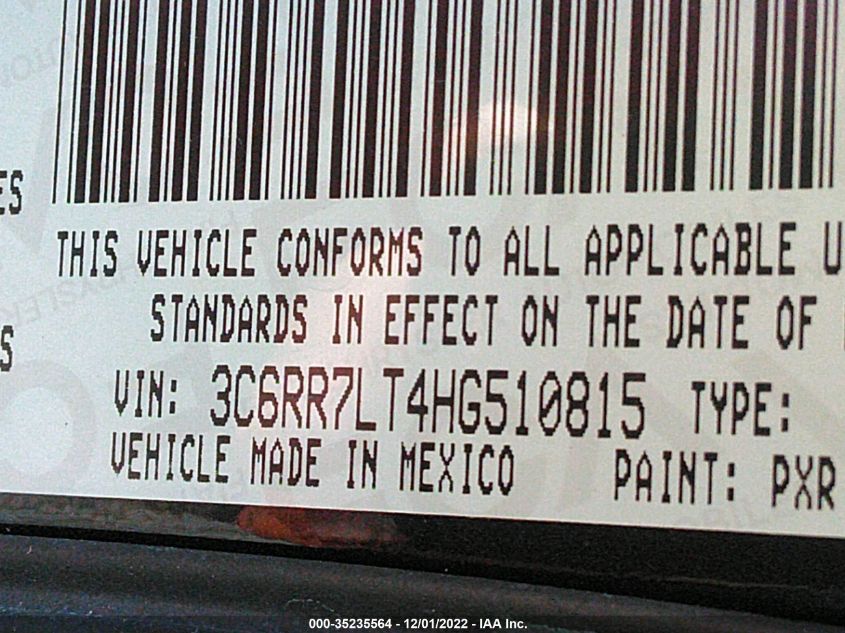 ES
THIS VEHICLE CONFORMS TO ALL APPLICABLE U
STANDARDS IN EFFECT ON THE DATE OF
S
VIN: 3C6RR7LT4HG510815 TYPE:
VEHICLE MADE IN MEXICO PAINT: PXR
000-35235564 - 12/01/2022 - IAA Inc.